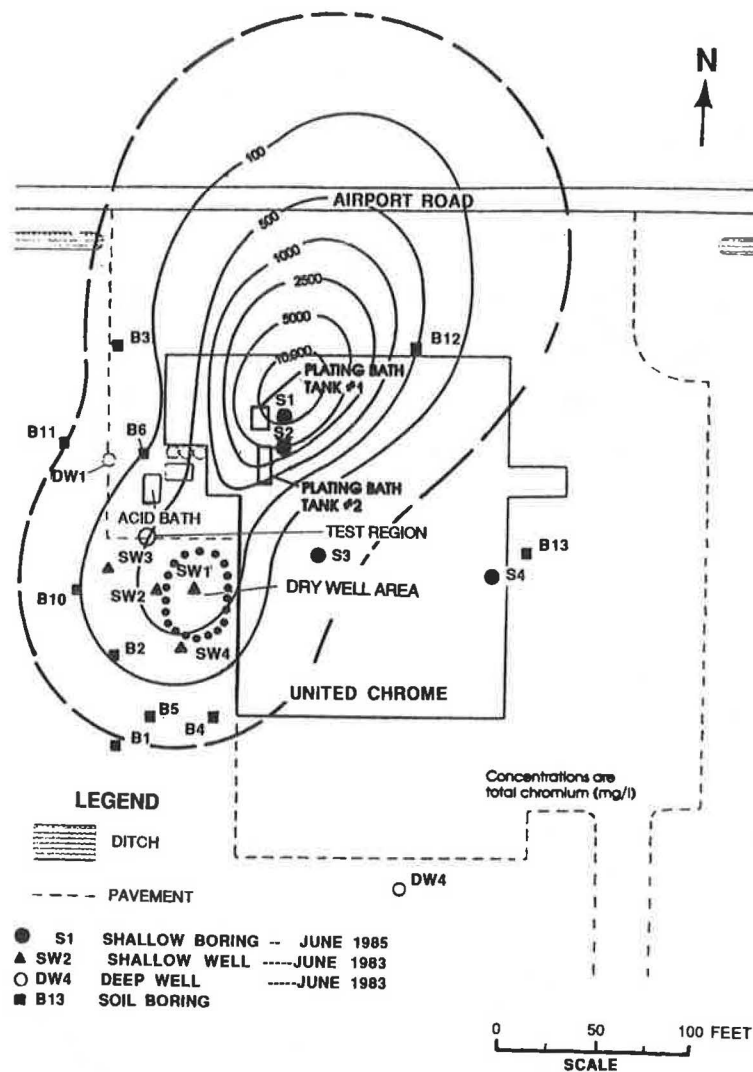 N
100
AIRPORT ROAD
500
1000
2500
5000
10,000
B3
B12
PLATING BATH
TANK #1
S1
S2
B11
B6
DW1
PLATING BATH
TANK #2
ACID BATH
TEST REGION
SW3
S3
B13
SW1
S4
B10
SW2
DRY WELL AREA
B2
SW4
UNITED CHROME
B5
B4
B1
Concentrations are
total chromium (mg/l)
LEGEND
DITCH
PAVEMENT
DW4
S1 SHALLOW BORING -- JUNE 1985
SW2 SHALLOW WELL -----JUNE 1983
DW4 DEEP WELL -----JUNE 1983
B13 SOIL BORING
0 50 100 FEET
SCALE